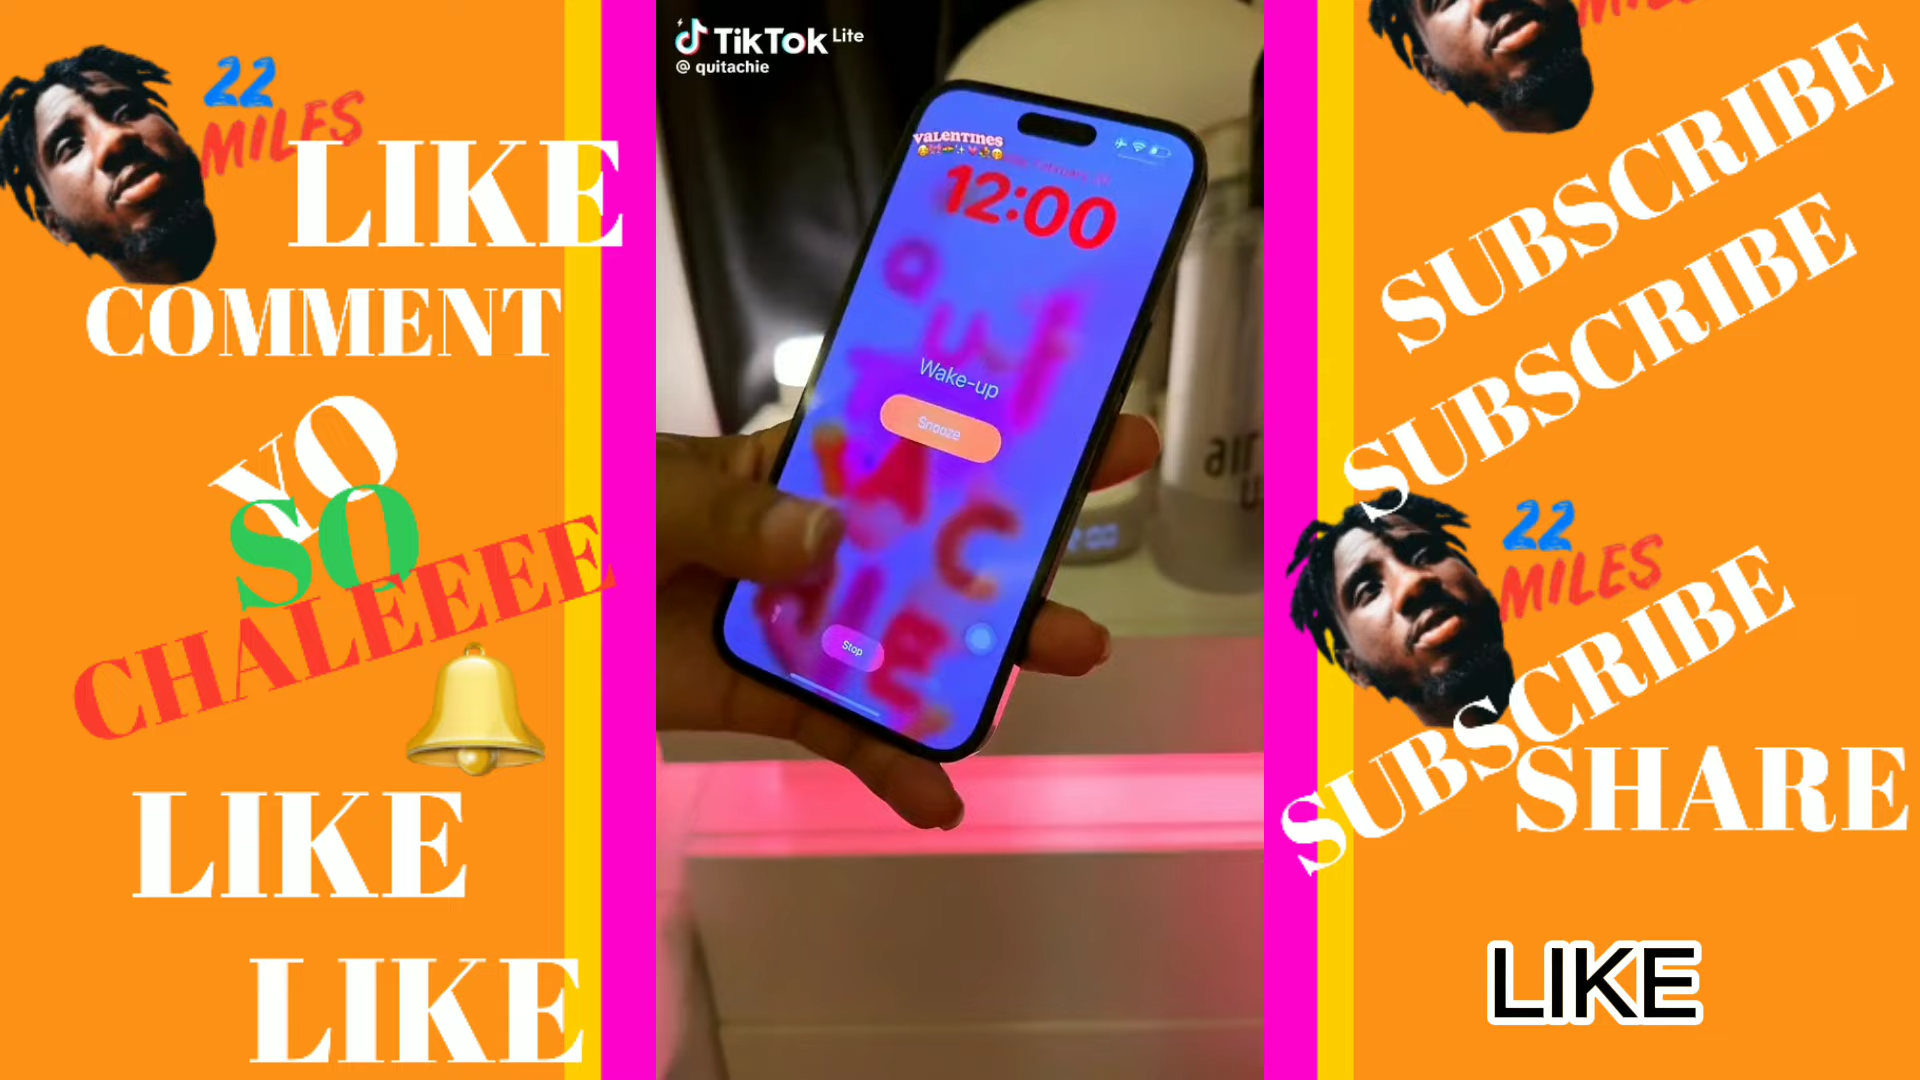 22
MILES
LIKE
COMMENT
YO
SO
CHALEEEE
LIKE
LIKE
TikTok Lite
@ quitachie
VALENTINES
12:00
Wake-up
Snooze
Stop
air
u
SUBSCRIBE
SUBSCRIBE
22
MILES
SUBSCRIBE
SHARE
LIKE